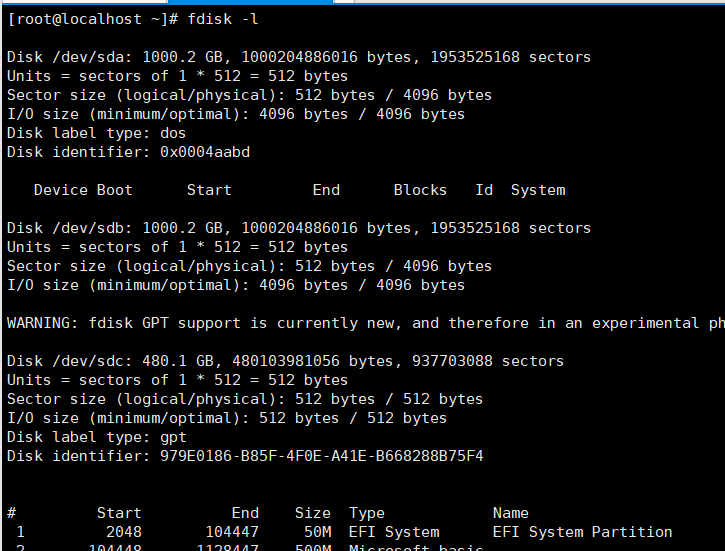 [root@localhost ~]# fdisk -l
Disk /dev/sda: 1000.2 GB, 1000204886016 bytes, 1953525168 sectors
Units = sectors of 1 * 512 = 512 bytes
Sector size (logical/physical): 512 bytes / 4096 bytes
I/O size (minimum/optimal): 4096 bytes / 4096 bytes
Disk label type: dos
Disk identifier: 0x0004aabd
Device Boot Start End Blocks Id System
Disk /dev/sdb: 1000.2 GB, 1000204886016 bytes, 1953525168 sectors
Units = sectors of 1 * 512 = 512 bytes
Sector size (logical/physical): 512 bytes / 4096 bytes
I/O size (minimum/optimal): 4096 bytes / 4096 bytes
WARNING: fdisk GPT support is currently new, and therefore in an experimental ph
Disk /dev/sdc: 480.1 GB, 480103981056 bytes, 937703088 sectors
Units = sectors of 1 * 512 = 512 bytes
Sector size (logical/physical): 512 bytes / 512 bytes
I/O size (minimum/optimal): 512 bytes / 512 bytes
Disk label type: gpt
Disk identifier: 979E0186-B85F-4F0E-A41E-B668288B75F4
# Start End Size Type Name
1 2048 104447 50M EFI System EFI System Partition
2 104448 1128447 500M Microsoft basic